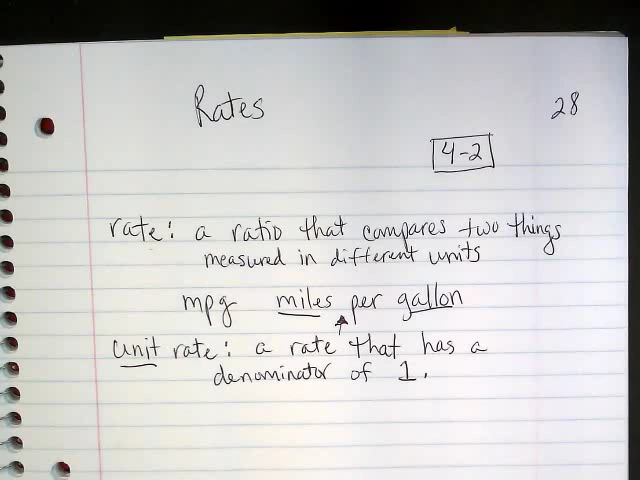 Rates
28
4-2
rate: a ratio that compares two things
measured in different units
mpg miles per gallon
unit rate: a rate that has a
denominator of 1.